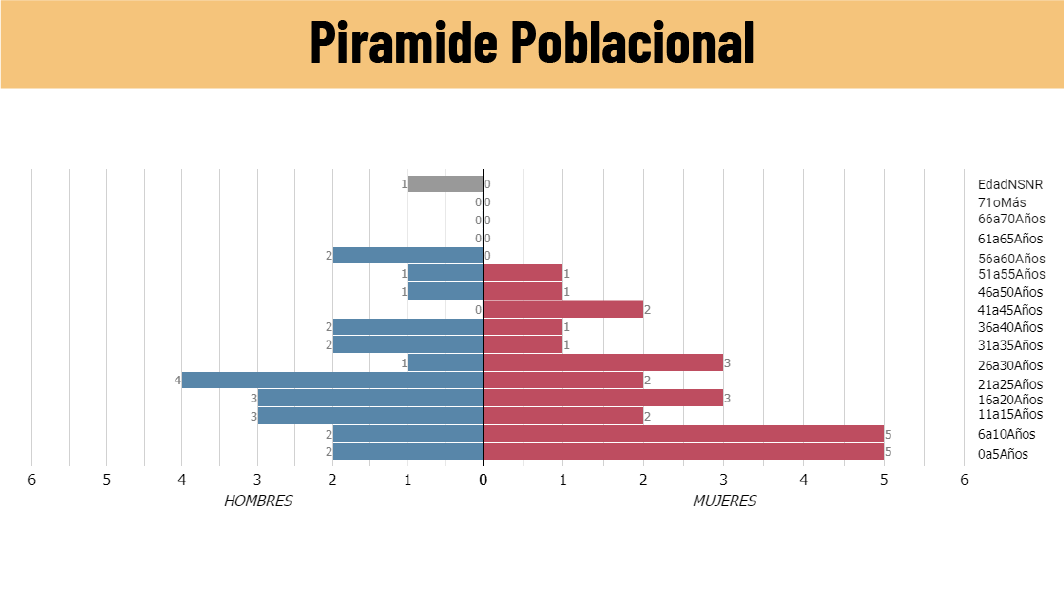 Piramide Poblacional
1 0 EdadNSNR
0 0 71oMás
0 0 66a70Años
0 0 61a65Años
2 0 56a60Años
1 1 51a55Años
1 1 46a50Años
0 2 41a45Años
2 1 36a40Años
2 1 31a35Años
1 3 26a30Años
4 2 21a25Años
3 3 16a20Años
3 2 11a15Años
2 5 6a10Años
2 5 0a5Años
6 5 4 3 2 1 0 1 2 3 4 5 6
HOMBRES MUJERES